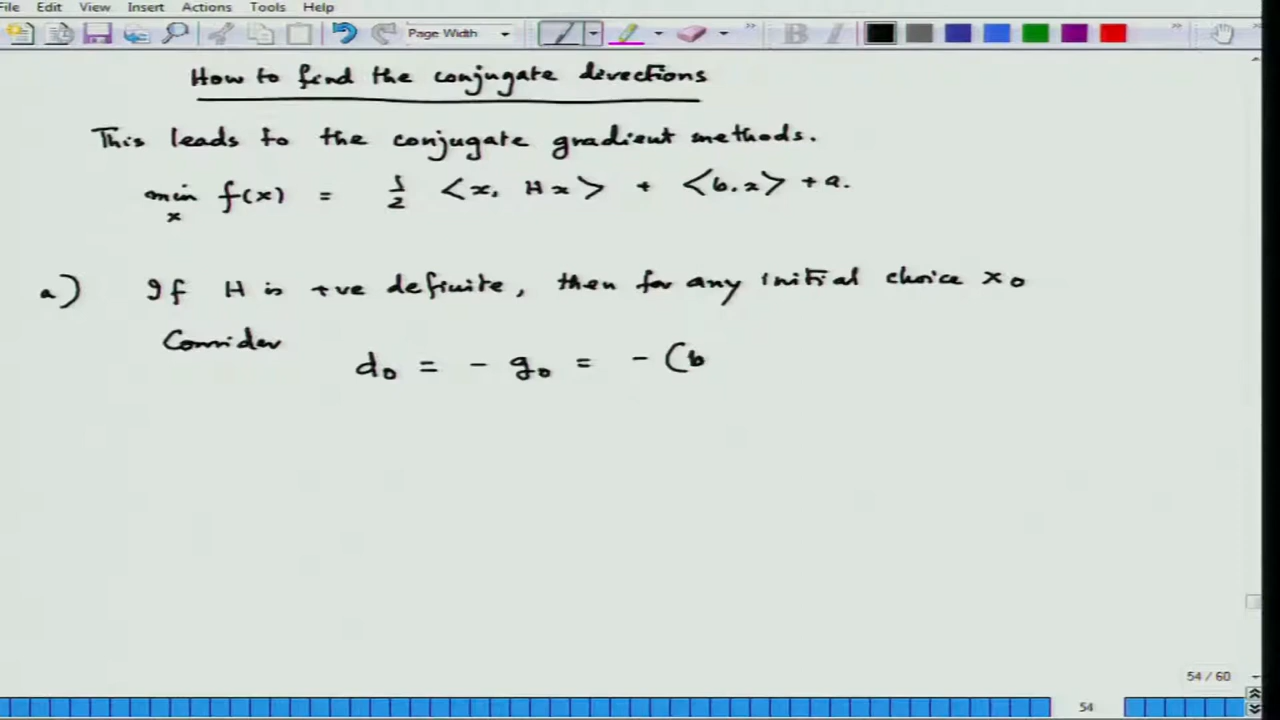 File Edit View Insert Actions Tools Help
Page Width
How to find the conjugate directions
This leads to the conjugate gradient methods.
min f(x) = 1/2 <x, Hx> + <b.x> + a.
x
a) If H is +ve definite, then for any initial choice x0
Consider
d0 = - g0 = - (b
54 / 60
54